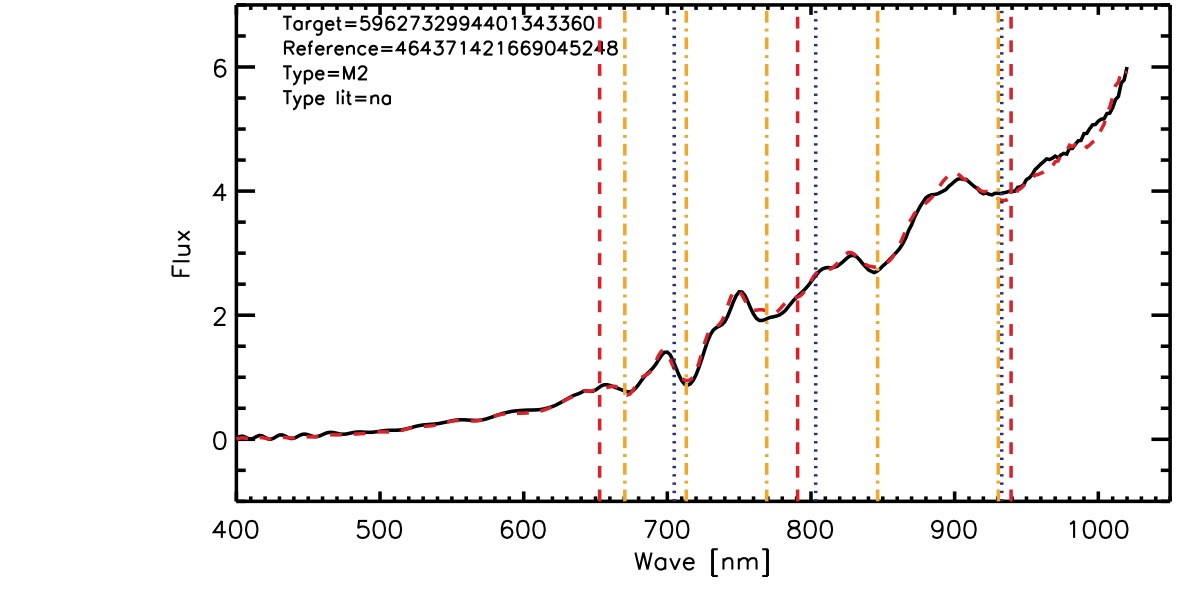 Target=5962732994401343360
Reference=464371421669045248
Type=M2
Type lit=na
6
4
2
0
Flux
400 500 600 700 800 900 1000
Wave [nm]